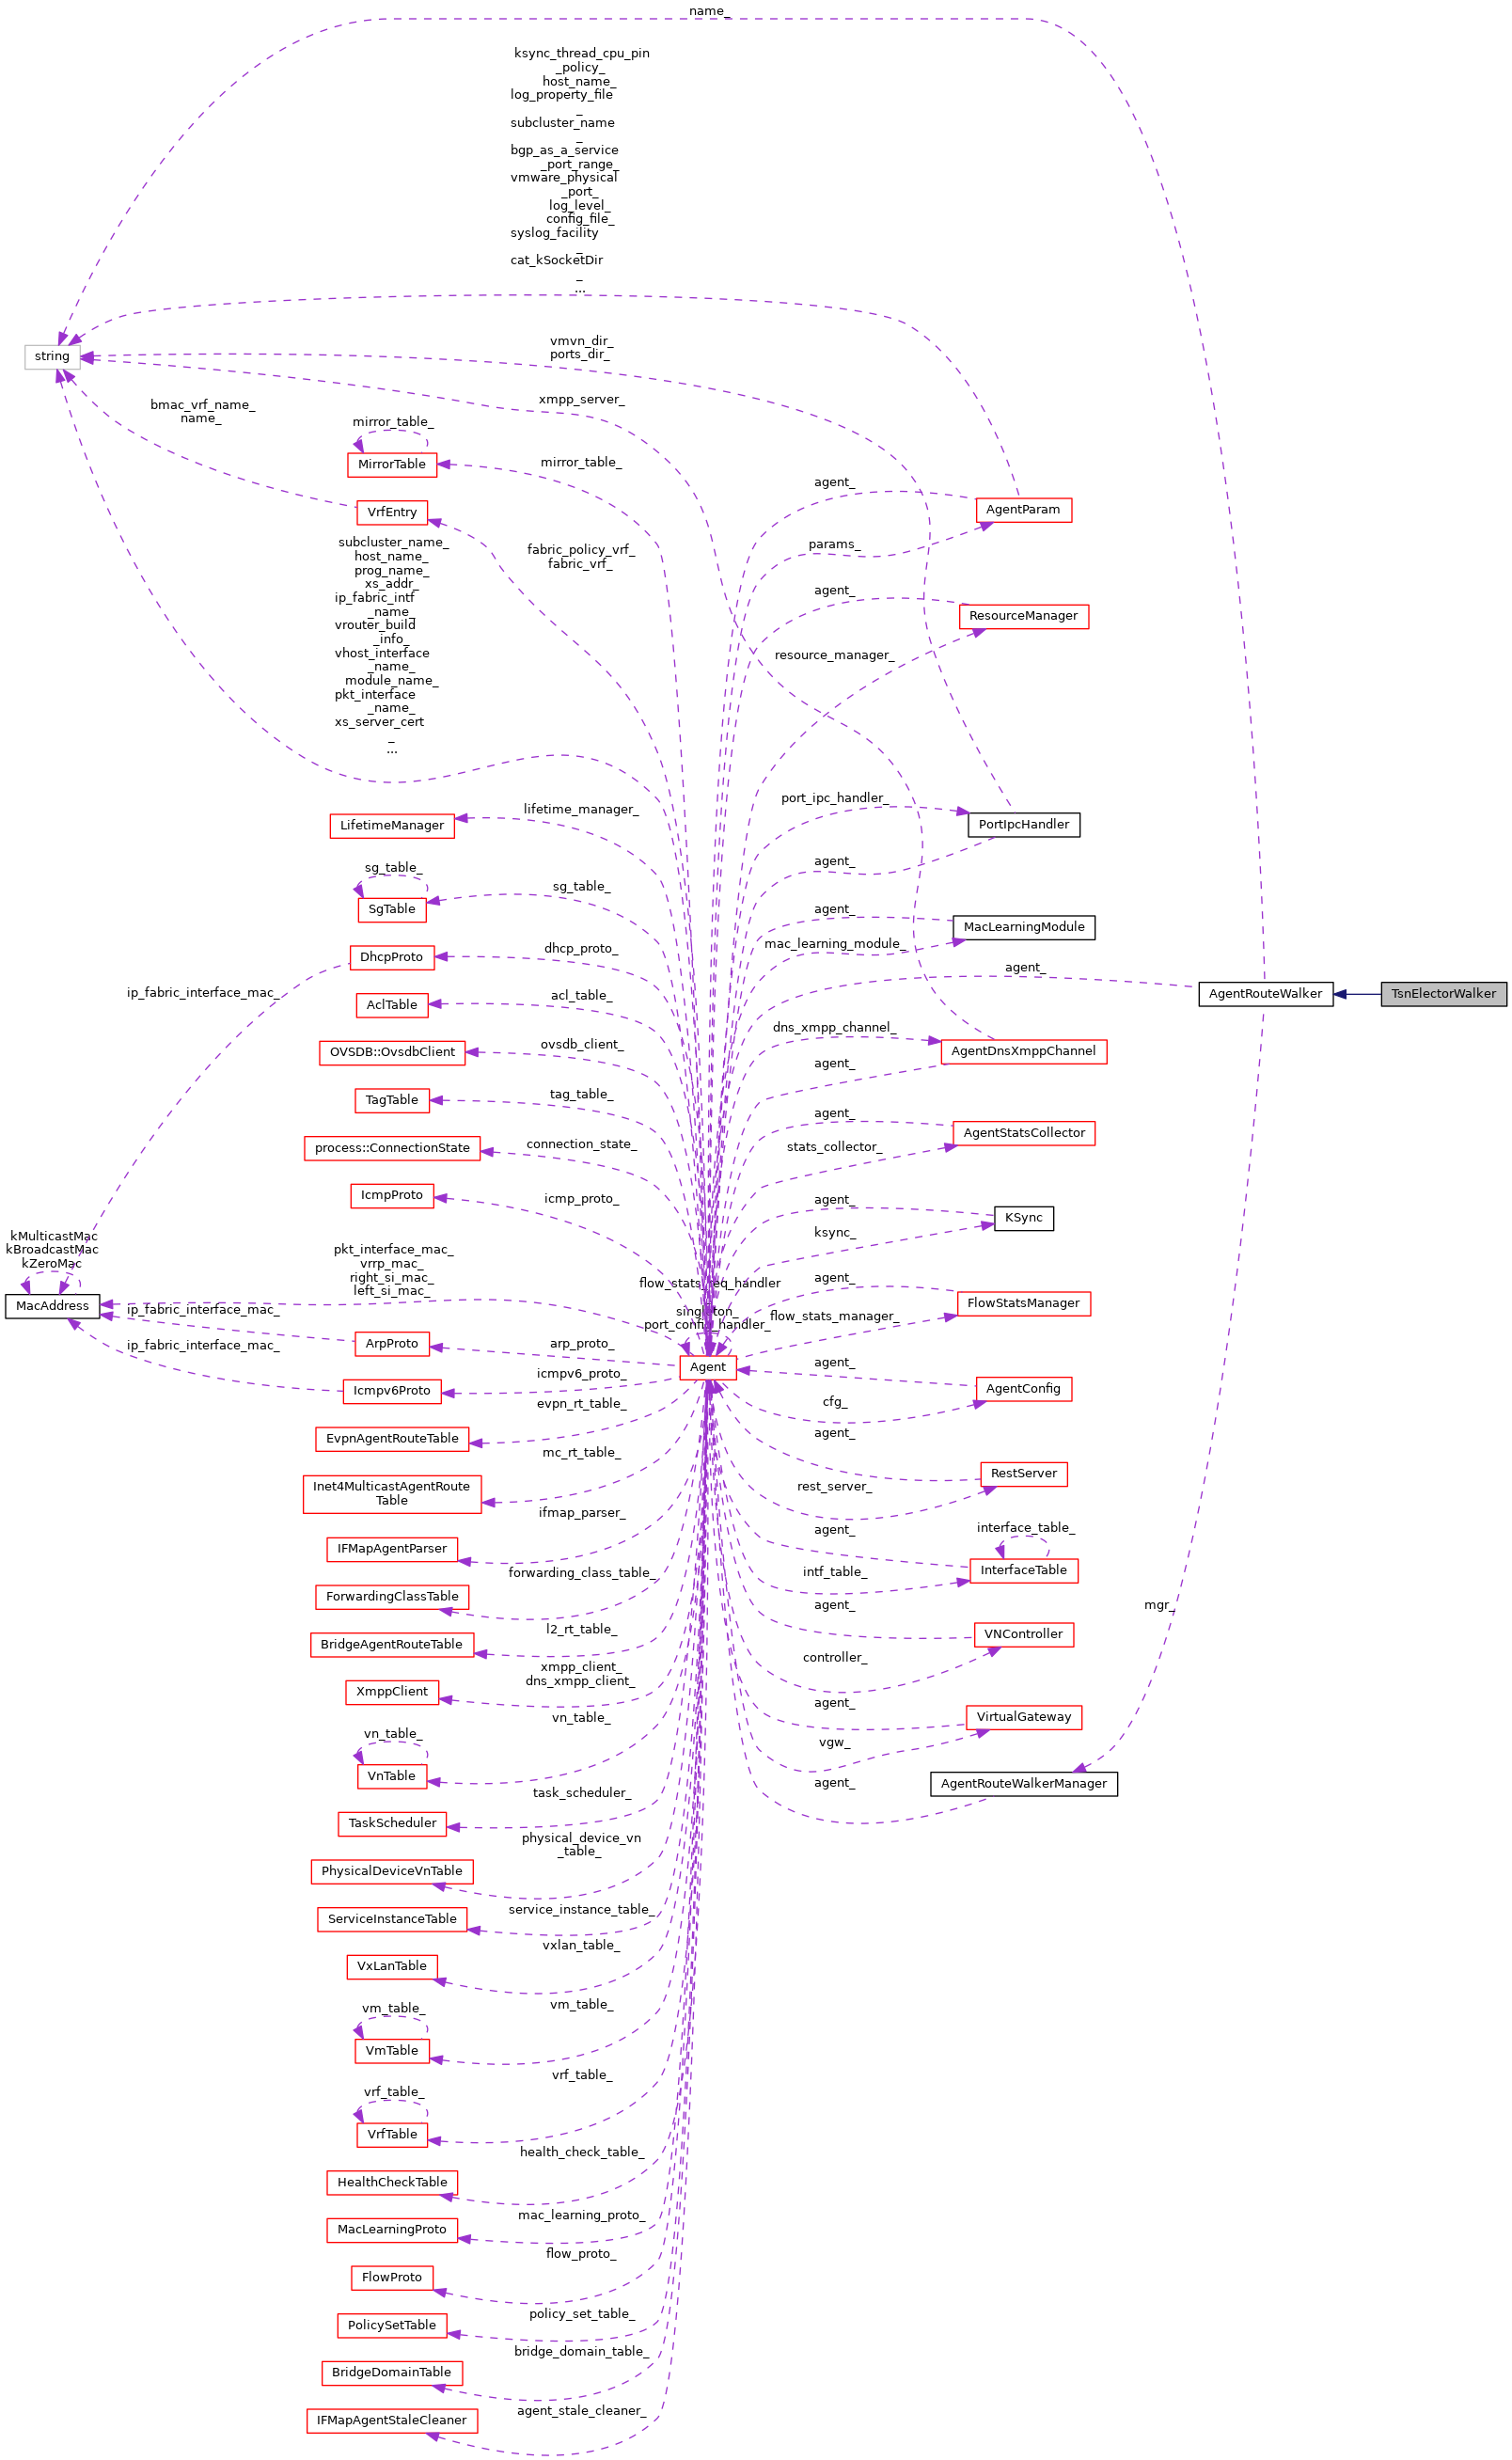 name_
ksync_thread_cpu_pin
_policy_
host_name_
log_property_file
_
subcluster_name
_
bgp_as_a_service
_port_range_
vmware_physical
_port_
log_level_
config_file_
syslog_facility
_
cat_kSocketDir
_
...
string
vmvn_dir_
ports_dir_
xmpp_server_
bmac_vrf_name_
name_
mirror_table_
MirrorTable
mirror_table_
VrfEntry
fabric_policy_vrf_
fabric_vrf_
subcluster_name_
host_name_
prog_name_
xs_addr_
ip_fabric_intf
_name_
vrouter_build
_info_
vhost_interface
_name_
module_name_
pkt_interface
_name_
xs_server_cert
_
...
agent_
AgentParam
params_
agent_
ResourceManager
resource_manager_
port_ipc_handler_
PortIpcHandler
agent_
LifetimeManager
lifetime_manager_
sg_table_
SgTable
sg_table_
agent_
MacLearningModule
mac_learning_module_
DhcpProto
dhcp_proto_
ip_fabric_interface_mac_
agent_
AgentRouteWalker
TsnElectorWalker
AclTable
acl_table_
OVSDB::OvsdbClient
ovsdb_client_
dns_xmpp_channel_
AgentDnsXmppChannel
agent_
TagTable
tag_table_
agent_
AgentStatsCollector
stats_collector_
process::ConnectionState
connection_state_
IcmpProto
icmp_proto_
agent_
KSync
ksync_
kMulticastMac
kBroadcastMac
kZeroMac
MacAddress
pkt_interface_mac_
vrrp_mac_
right_si_mac_
left_si_mac_
flow_stats_req_handler
singleton_
port_config_handler_
Agent
agent_
FlowStatsManager
flow_stats_manager_
ip_fabric_interface_mac_
ArpProto
arp_proto_
ip_fabric_interface_mac_
Icmpv6Proto
icmpv6_proto_
agent_
AgentConfig
cfg_
EvpnAgentRouteTable
evpn_rt_table_
agent_
RestServer
rest_server_
Inet4MulticastAgentRoute
Table
mc_rt_table_
IFMapAgentParser
ifmap_parser_
agent_
interface_table_
InterfaceTable
intf_table_
ForwardingClassTable
forwarding_class_table_
agent_
VNController
controller_
BridgeAgentRouteTable
l2_rt_table_
mgr_
XmppClient
xmpp_client_
dns_xmpp_client_
agent_
VirtualGateway
vgw_
vn_table_
VnTable
vn_table_
agent_
AgentRouteWalkerManager
TaskScheduler
task_scheduler_
PhysicalDeviceVnTable
physical_device_vn
_table_
ServiceInstanceTable
service_instance_table_
VxLanTable
vxlan_table_
vm_table_
VmTable
vm_table_
vrf_table_
VrfTable
vrf_table_
HealthCheckTable
health_check_table_
MacLearningProto
mac_learning_proto_
FlowProto
flow_proto_
PolicySetTable
policy_set_table_
BridgeDomainTable
bridge_domain_table_
IFMapAgentStaleCleaner
agent_stale_cleaner_